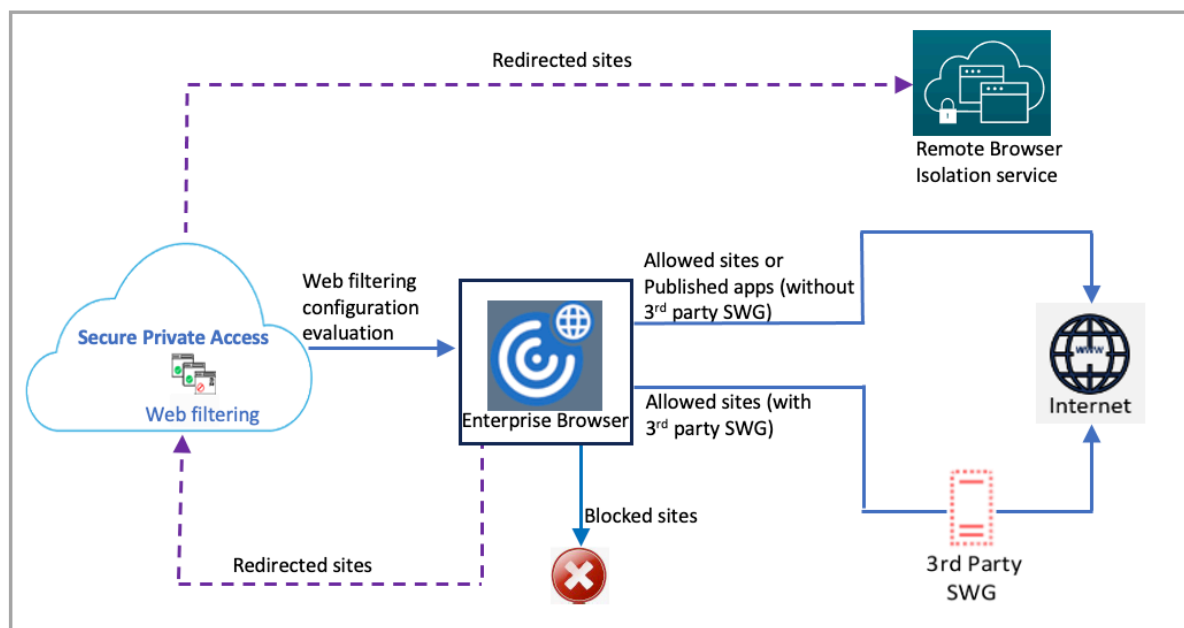 Redirected sites
Remote Browser
Isolation service
Web filtering
configuration
evaluation
Allowed sites or
Published apps (without
3rd party SWG)
Secure Private Access
Web filtering
Enterprise Browser
Allowed sites (with
3rd party SWG)
www
Internet
Blocked sites
Redirected sites
3rd Party
SWG